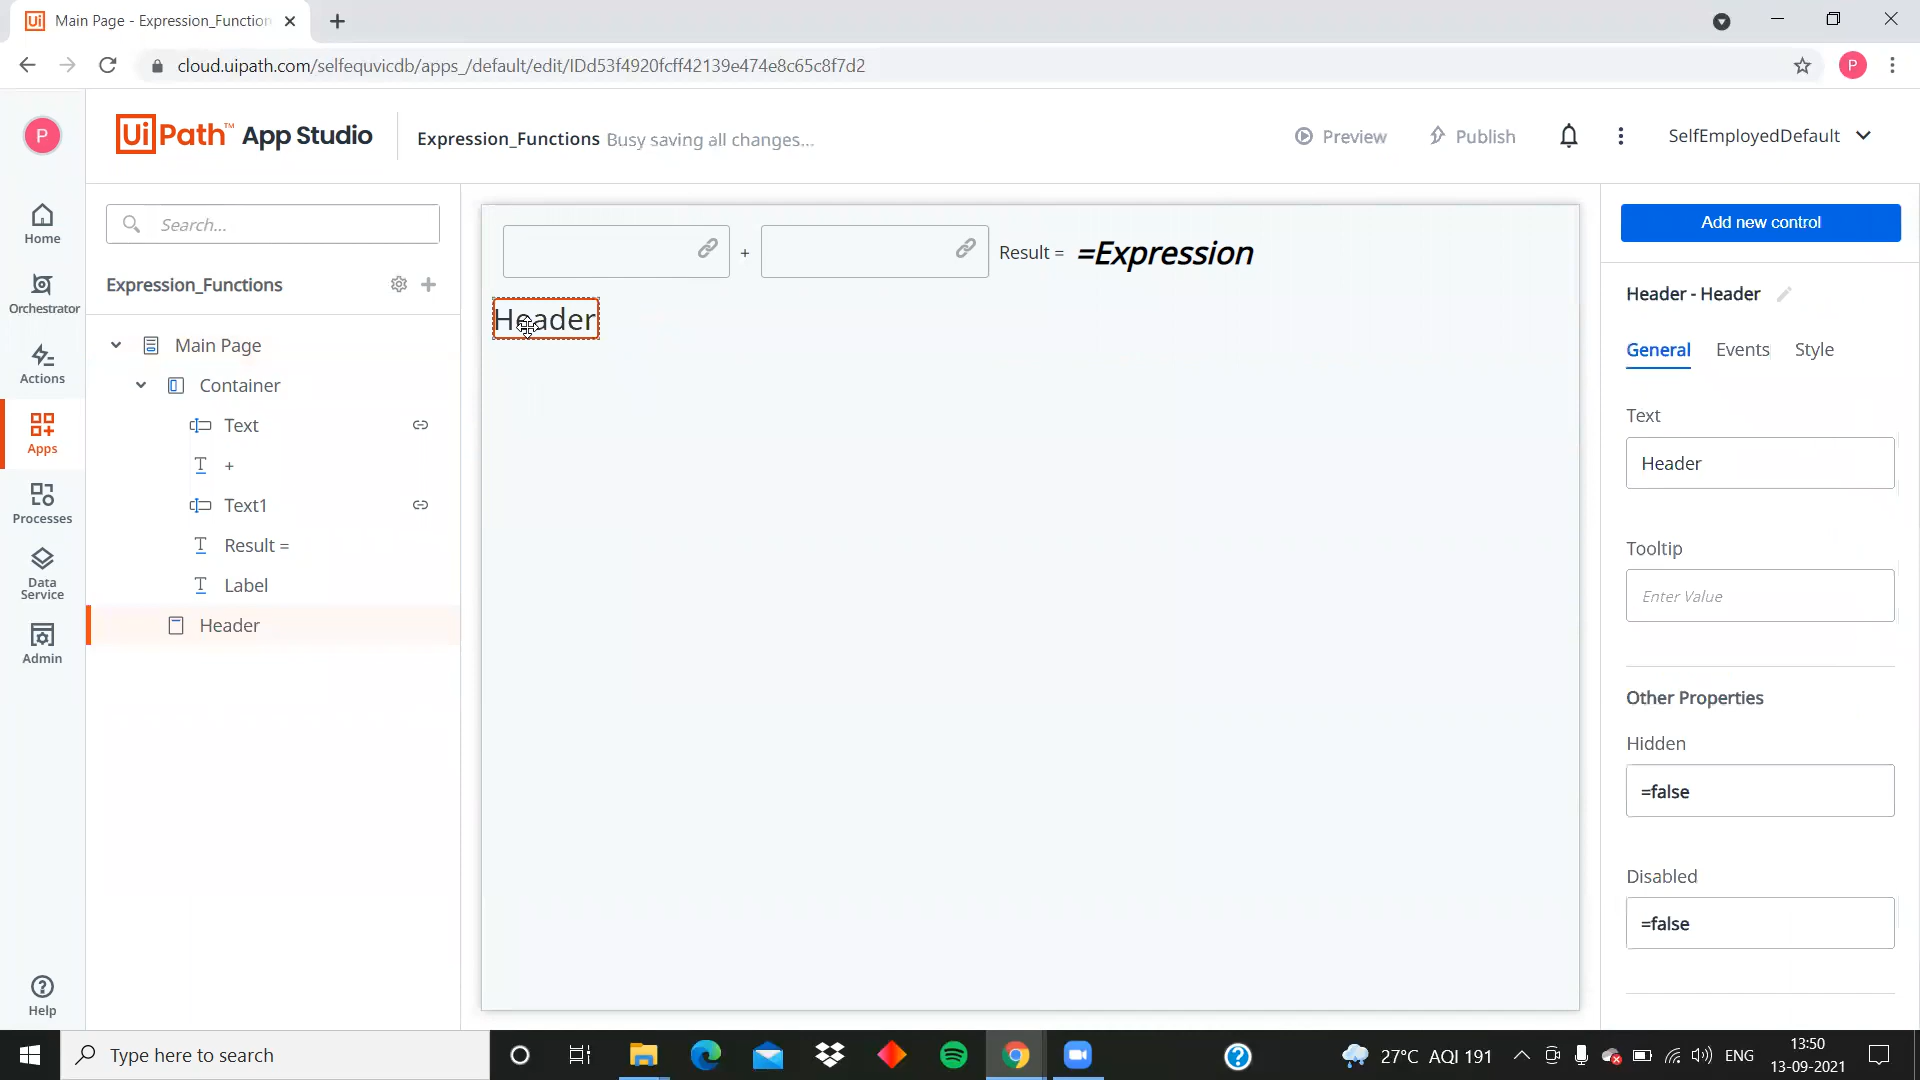 Main Page - Expression_Function
cloud.uipath.com/selfequvicdb/apps_/default/edit/IDd53f4920fcff42139e474e8c65c8f7d2
P
P
UiPath™ App Studio
Expression_Functions Busy saving all changes...
Preview
Publish
SelfEmployedDefault
Home
Orchestrator
Actions
Apps
Processes
Data
Service
Admin
Help
Search...
Expression_Functions
Main Page
Container
Text
+
Text1
Result =
Label
Header
+
Result =
=Expression
Header
Add new control
Header - Header
General
Events
Style
Text
Header
Tooltip
Enter Value
Other Properties
Hidden
=false
Disabled
=false
Type here to search
27°C AQI 191
ENG
13:50
13-09-2021